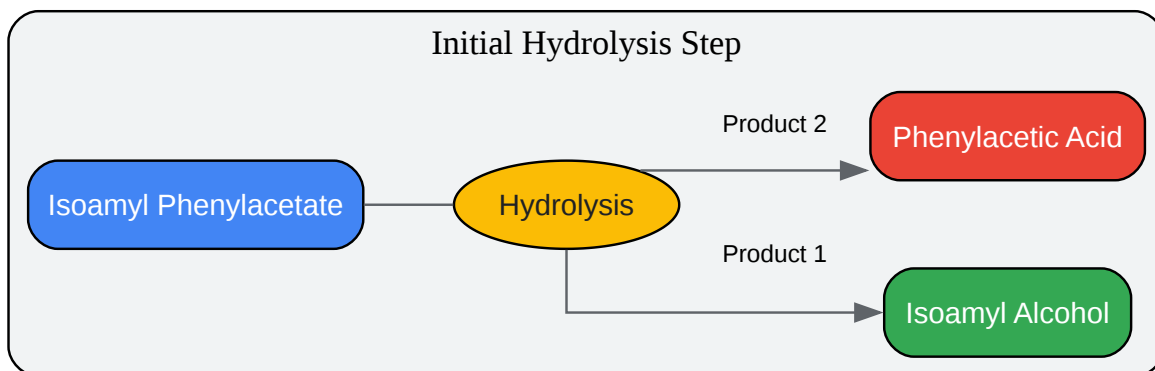 Initial Hydrolysis Step
Product 2
Phenylacetic Acid
Isoamyl Phenylacetate
Hydrolysis
Product 1
Isoamyl Alcohol